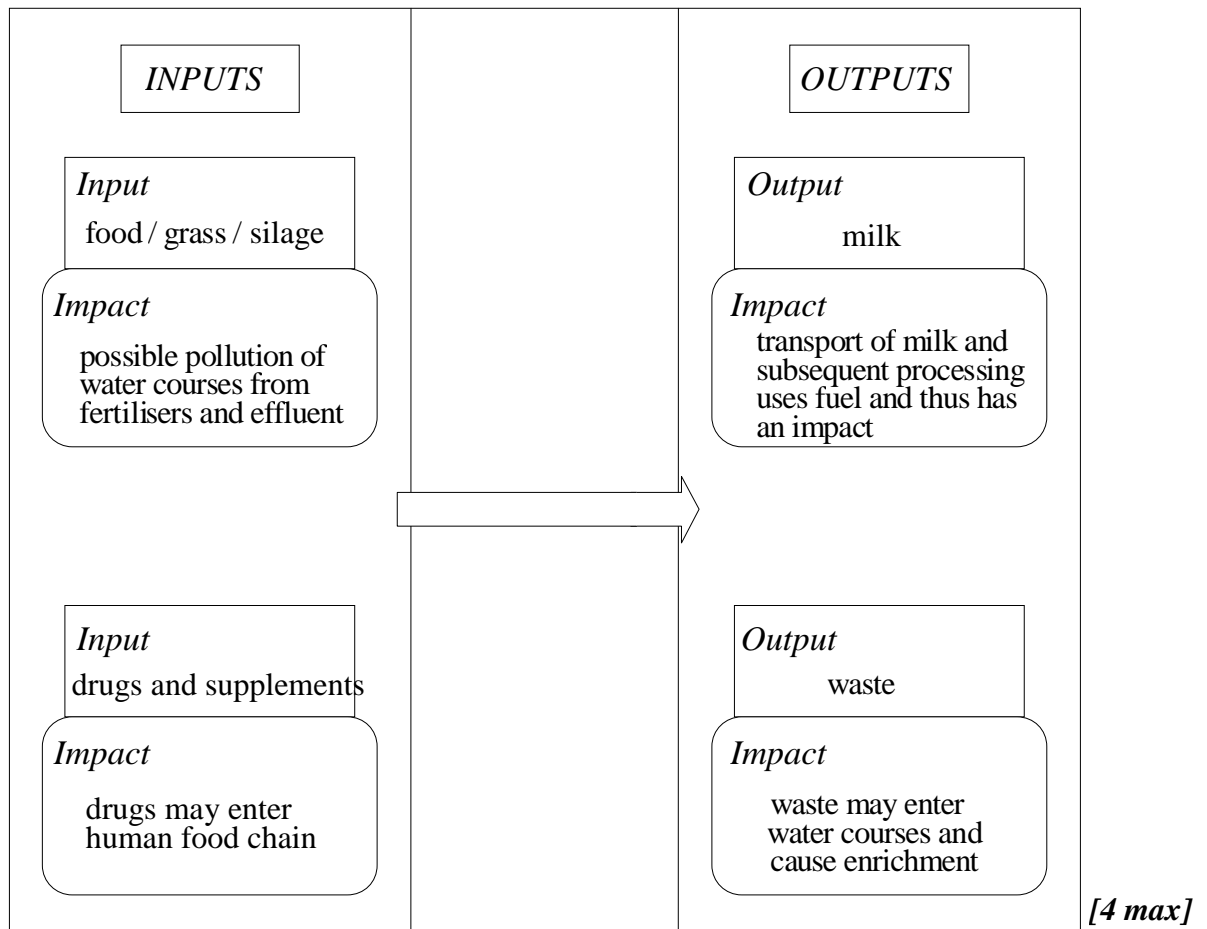 INPUTS
OUTPUTS
Input
food / grass / silage
Impact
possible pollution of
water courses from
fertilisers and effluent
Output
milk
Impact
transport of milk and
subsequent processing
uses fuel and thus has
an impact
Input
drugs and supplements
Impact
drugs may enter
human food chain
Output
waste
Impact
waste may enter
water courses and
cause enrichment
[4 max]